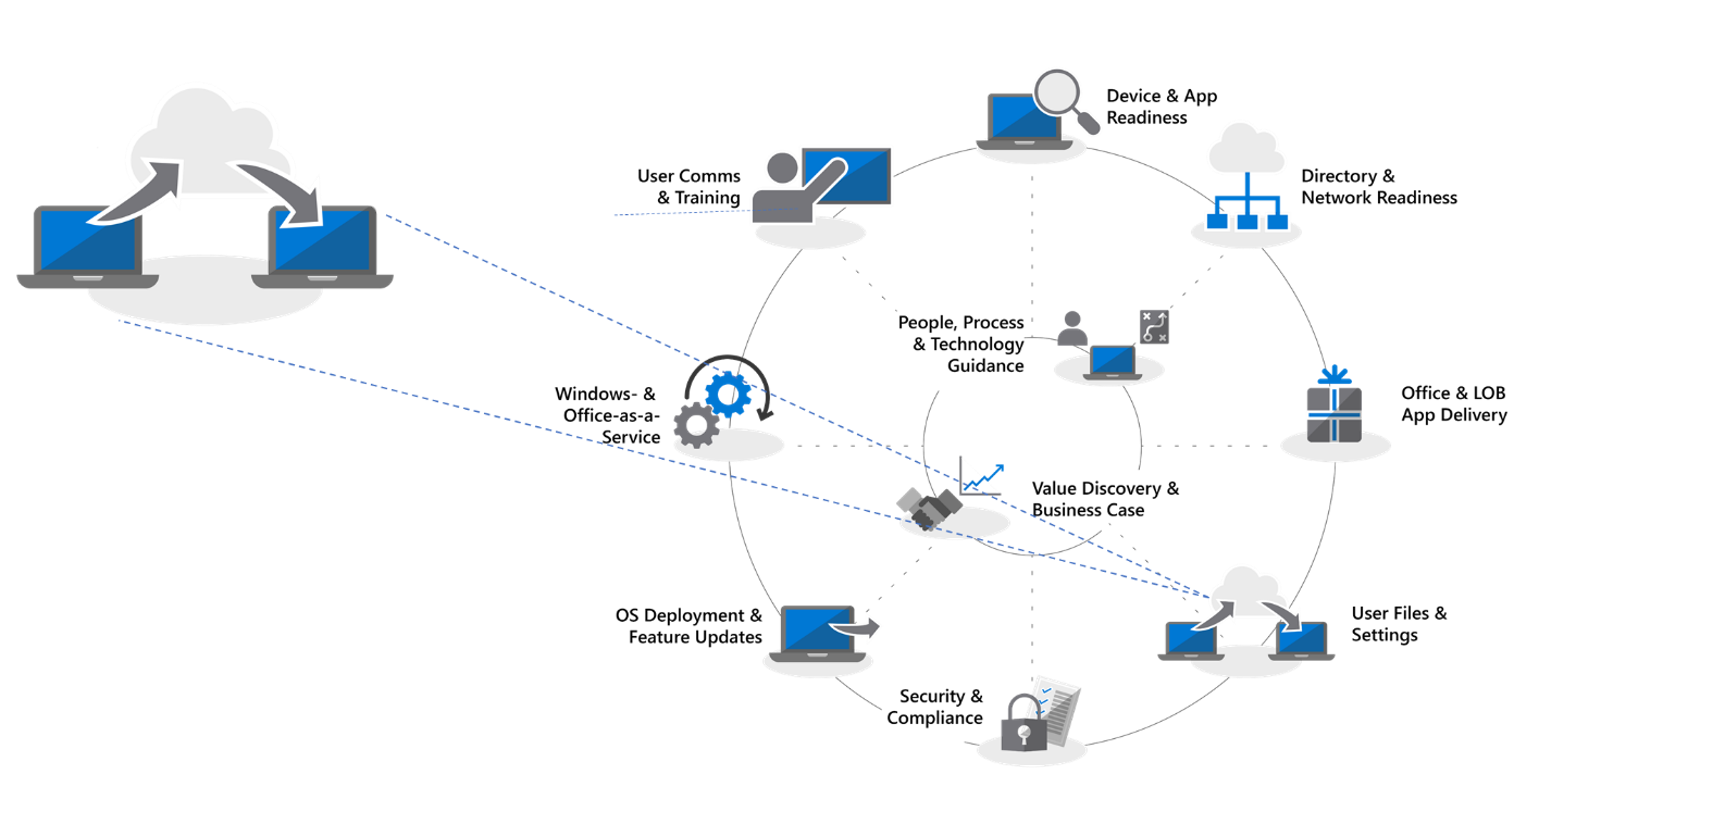 Device & App
Readiness
Directory &
Network Readiness
User Comms
& Training
People, Process
& Technology
Guidance
Office & LOB
App Delivery
Windows- &
Office-as-a-
Service
Value Discovery &
Business Case
User Files &
Settings
OS Deployment &
Feature Updates
Security &
Compliance